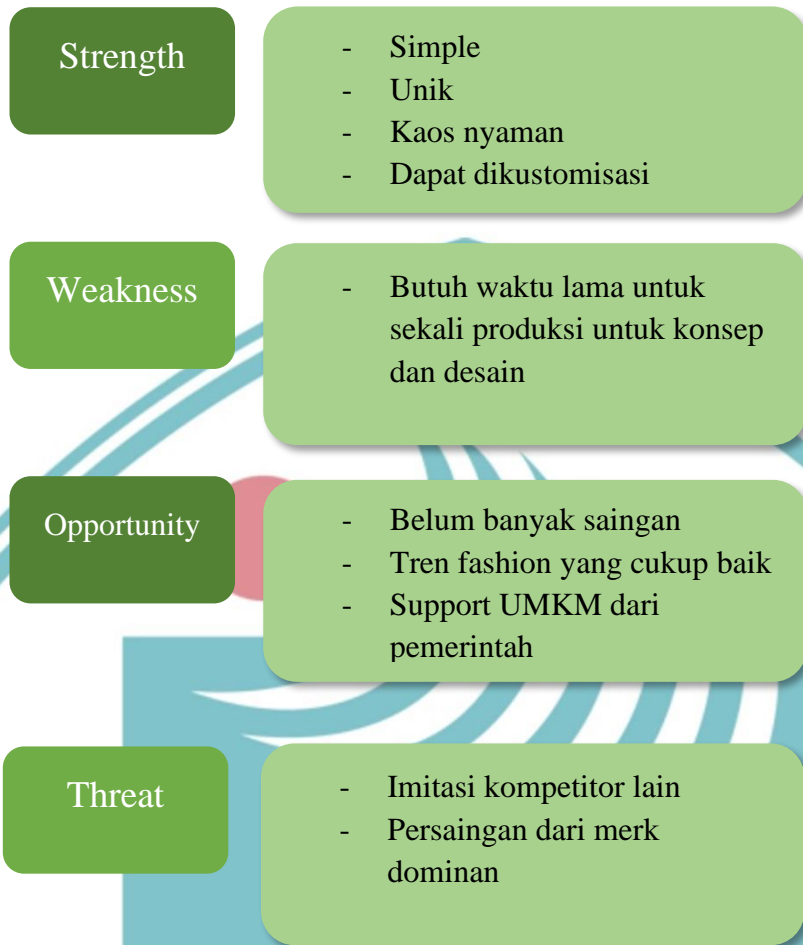 Strength
- Simple
- Unik
- Kaos nyaman
- Dapat dikustomisasi
Weakness
- Butuh waktu lama untuk
sekali produksi untuk konsep
dan desain
Opportunity
- Belum banyak saingan
- Tren fashion yang cukup baik
- Support UMKM dari
pemerintah
Threat
- Imitasi kompetitor lain
- Persaingan dari merk
dominan